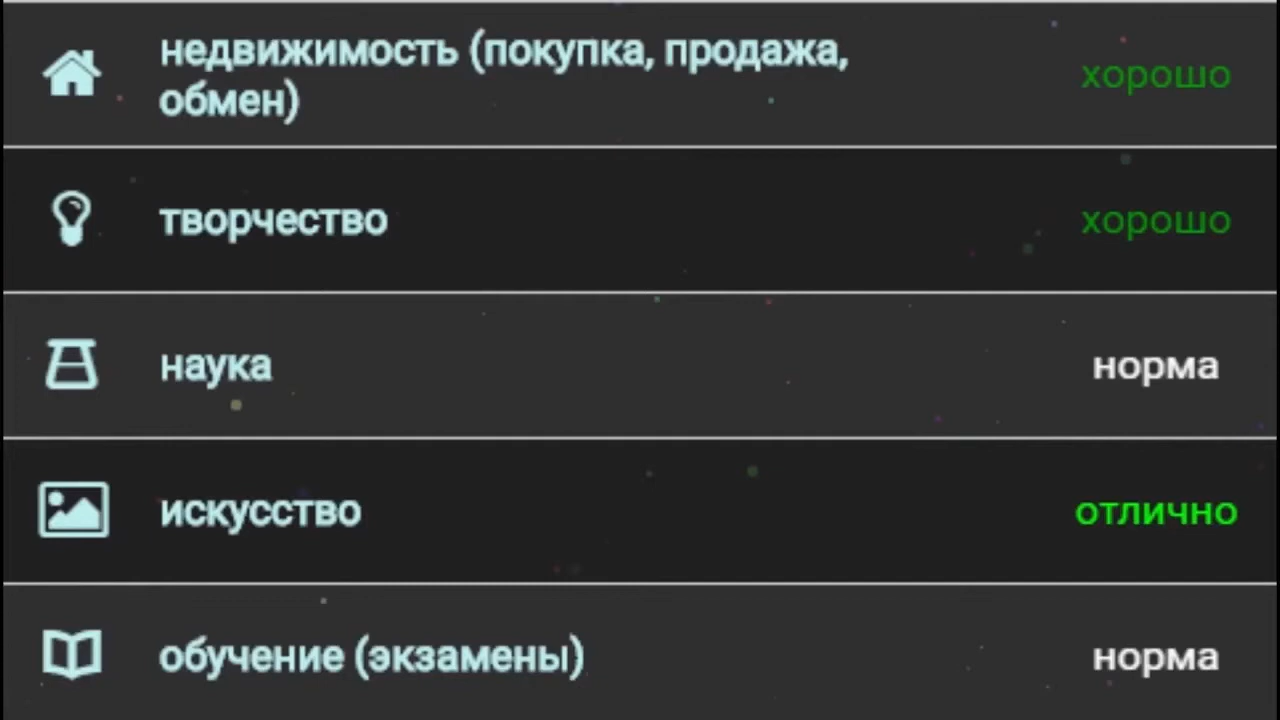 недвижимость (покупка, продажа,
обмен)
хорошо
творчество
хорошо
наука
норма
искусство
отлично
обучение (экзамены)
норма